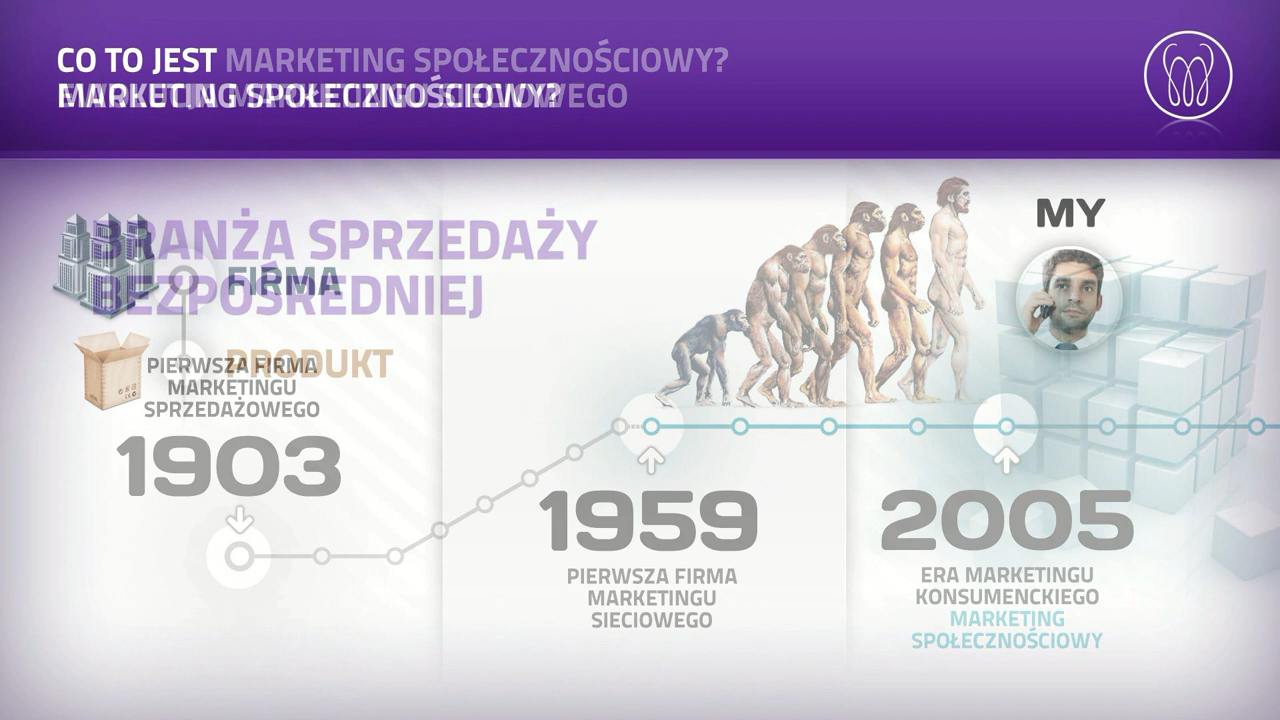 CO TO JEST MARKETING SPOŁECZNOŚCIOWY?
MARKETING SPOŁECZNOŚCIOWY?
BRANŻA SPRZEDAŻY
BEZPOŚREDNIEJ
FIRMA
PRODUKT
PIERWSZA FIRMA
MARKETINGU
SPRZEDAŻOWEGO
1903
1959
PIERWSZA FIRMA
MARKETINGU
SIECIOWEGO
MY
2005
ERA MARKETINGU
KONSUMENCKIEGO
MARKETING
SPOŁECZNOŚCIOWY